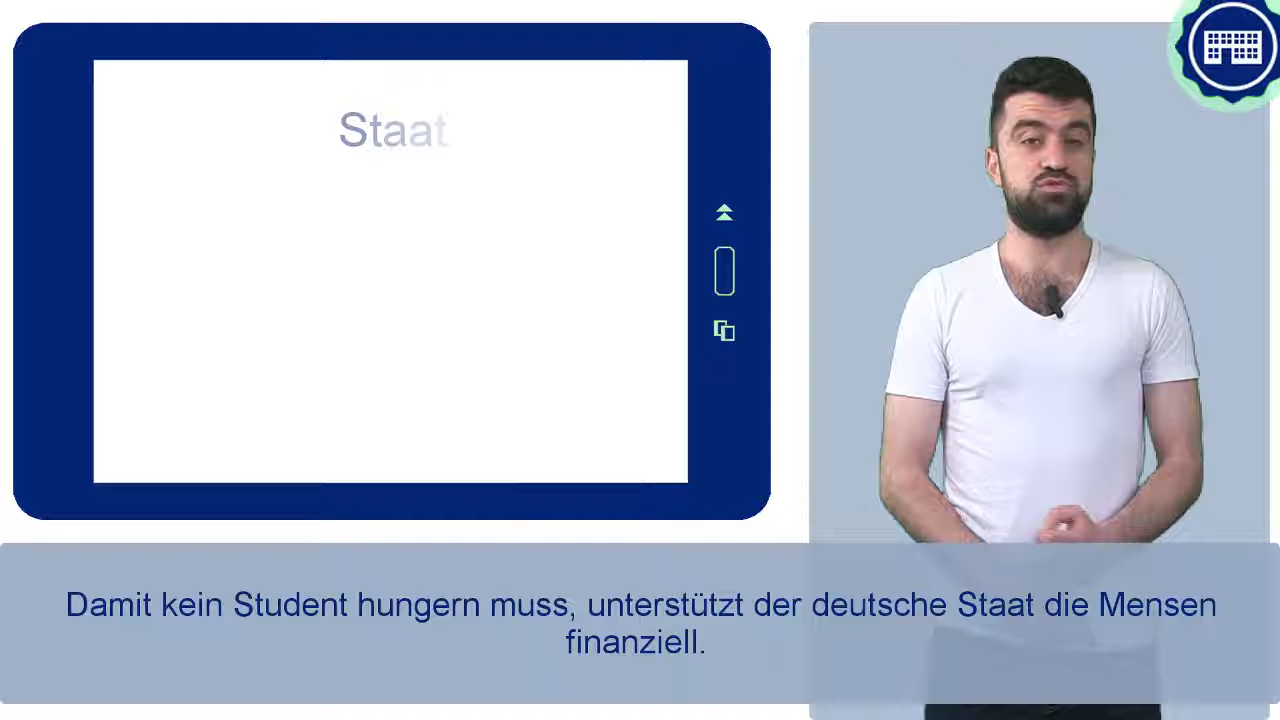 Staat
Damit kein Student hungern muss, unterstützt der deutsche Staat die Mensen
finanziell.